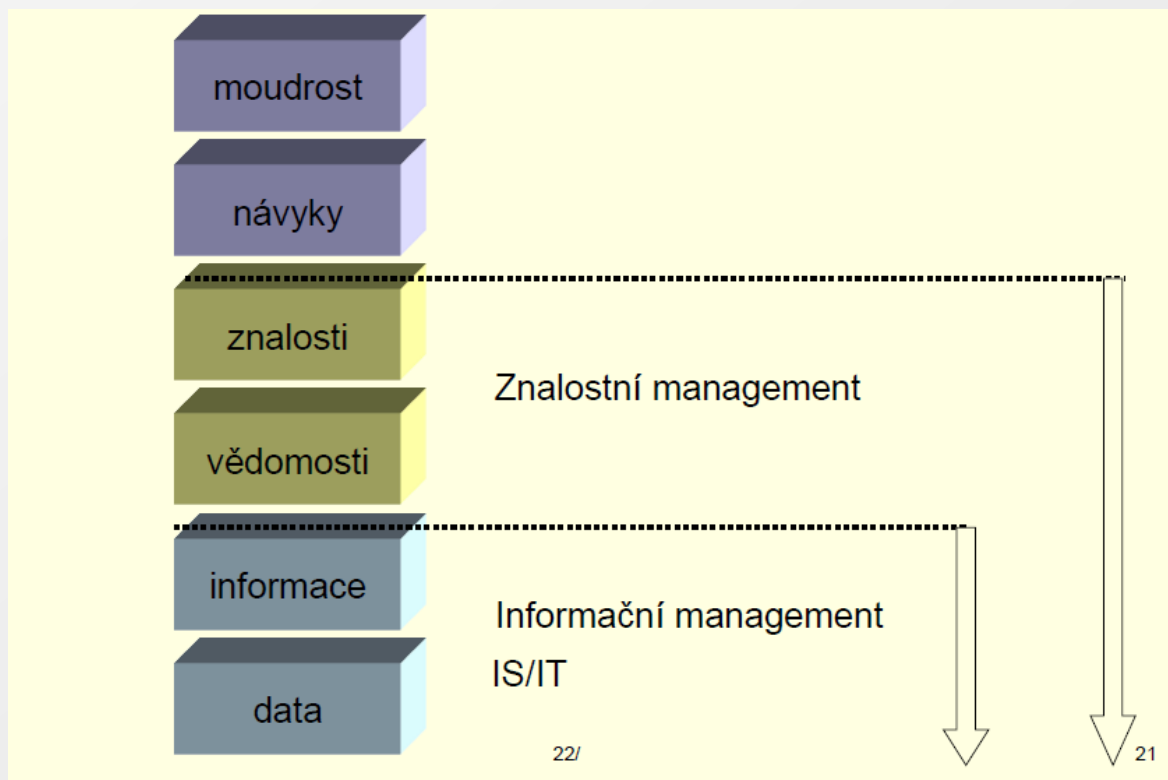 moudrost
návyky
znalosti
Znalostní management
vědomosti
informace
Informační management
IS/IT
data
22/
21